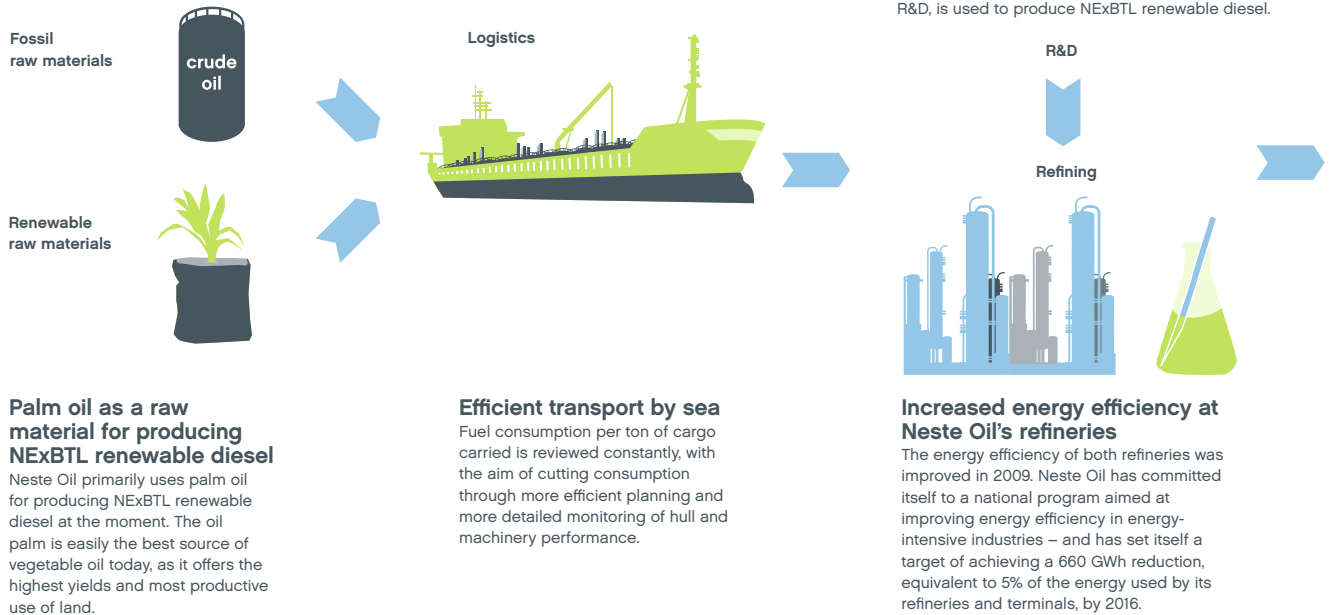 R&D, is used to produce NExBTL renewable diesel.
Fossil
raw materials
crude
oil
Logistics
R&D
Refining
Renewable
raw materials
Palm oil as a raw
material for producing
NExBTL renewable diesel
Neste Oil primarily uses palm oil
for producing NExBTL renewable
diesel at the moment. The oil
palm is easily the best source of
vegetable oil today, as it offers the
highest yields and most productive
use of land.
Efficient transport by sea
Fuel consumption per ton of cargo
carried is reviewed constantly, with
the aim of cutting consumption
through more efficient planning and
more detailed monitoring of hull and
machinery performance.
Increased energy efficiency at
Neste Oil’s refineries
The energy efficiency of both refineries was
improved in 2009. Neste Oil has committed
itself to a national program aimed at
improving energy efficiency in energy-
intensive industries – and has set itself a
target of achieving a 660 GWh reduction,
equivalent to 5% of the energy used by its
refineries and terminals, by 2016.